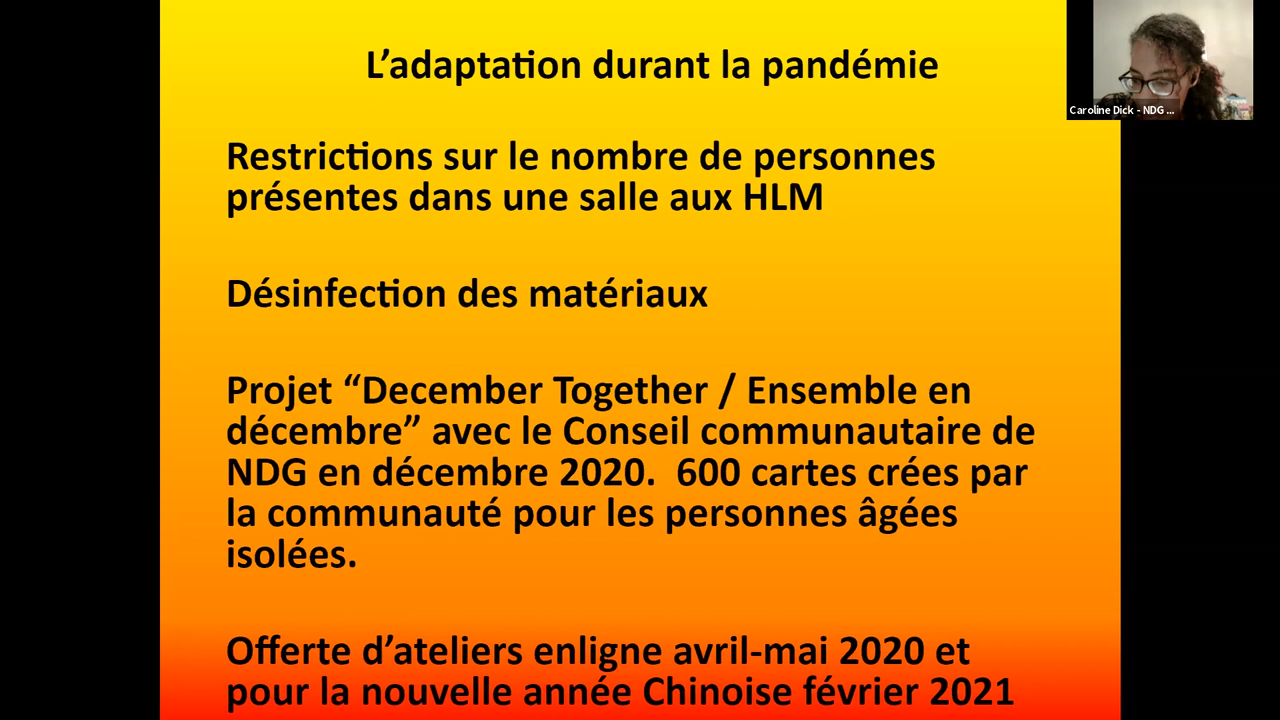 L’adaptation durant la pandémie
Caroline Dick - NDG ...
Restrictions sur le nombre de personnes
présentes dans une salle aux HLM
Désinfection des matériaux
Projet “December Together / Ensemble en
décembre” avec le Conseil communautaire de
NDG en décembre 2020.  600 cartes crées par
la communauté pour les personnes âgées
isolées.
Offerte d’ateliers enligne avril-mai 2020 et
pour la nouvelle année Chinoise février 2021